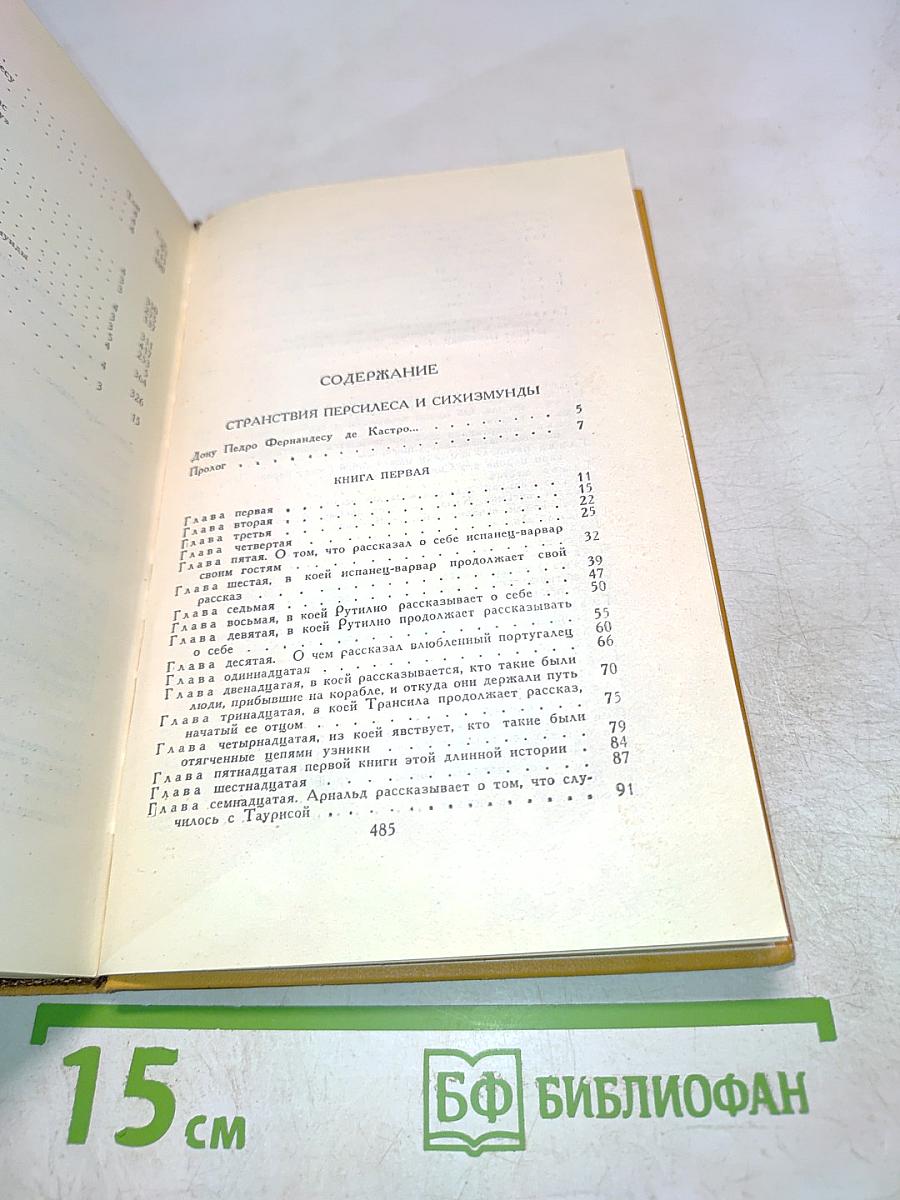 СОДЕРЖАНИЕ
СТРАНСТВИЯ ПЕРСИЛЕСА И СИХИЗМУНДЫ
Дону Педро Фернандесу де Кастро... . . . . . . . 5
Пролог . . . . . . . . . . . . . . . . 7
КНИГА ПЕРВАЯ
Глава первая . . . . . . . . . . . . . . 11
Глава вторая . . . . . . . . . . . . . . 15
Глава третья . . . . . . . . . . . . . . 22
Глава четвертая . . . . . . . . . . . . . 25
Глава пятая. О том, что рассказал о себе испанец-варвар
своим гостям . . . . . . . . . . . . . 32
Глава шестая, в коей испанец-варвар продолжает свой
рассказ . . . . . . . . . . . . . . . 39
Глава седьмая . . . . . . . . . . . . . . 47
Глава восьмая, в коей Рутилио рассказывает о себе . . 50
Глава девятая, в коей Рутилио продолжает рассказывать
о себе . . . . . . . . . . . . . . . 55
Глава десятая. О чем рассказал влюбленный португалец 60
Глава одиннадцатая . . . . . . . . . . . . 66
Глава двенадцатая, в коей рассказывается, кто такие были
люди, прибывшие на корабле, и откуда они держали путь 70
Глава тринадцатая, в коей Трансила продолжает рассказ,
начатый ее отцом . . . . . . . . . . . 75
Глава четырнадцатая, из коей явствует, кто такие были
отягченные цепями узники . . . . . . . . 79
Глава пятнадцатая первой книги этой длинной истории . 84
Глава шестнадцатая . . . . . . . . . . . . 87
Глава семнадцатая. Арнальд рассказывает о том, что слу-
чилось с Таурисой . . . . . . . . . . . 91
485
3
326
15
15 см
БФ БИБЛИОФАН